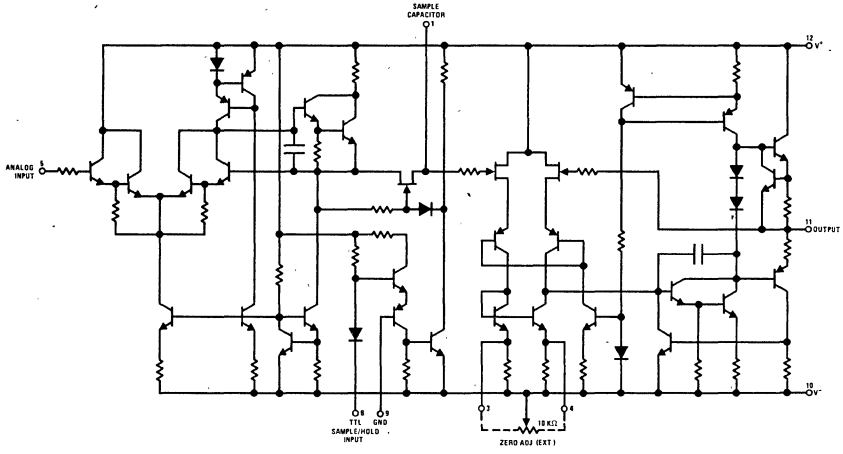 SAMPLE
CAPACITOR
1
12
V+
5
ANALOG
INPUT
11
OUTPUT
10
V-
8
9
TTL
GND
SAMPLE/HOLD
INPUT
3
4
10 KΩ
ZERO ADJ (EXT)